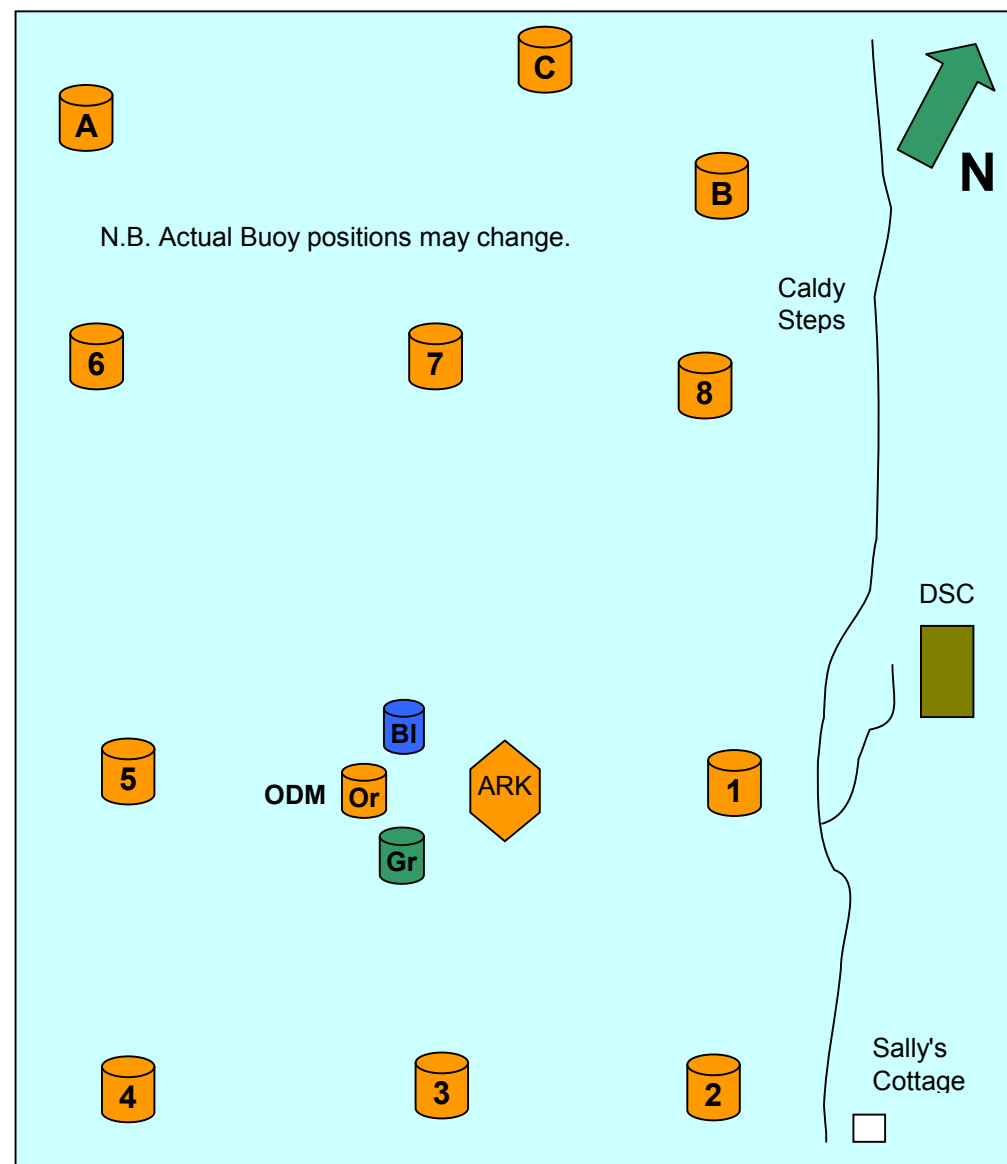 C
A
N
B
N.B. Actual Buoy positions may change.
Caldy
Steps
6
7
8
DSC
Bl
5
ODM
Or
ARK
1
Gr
Sally's
Cottage
4
3
2